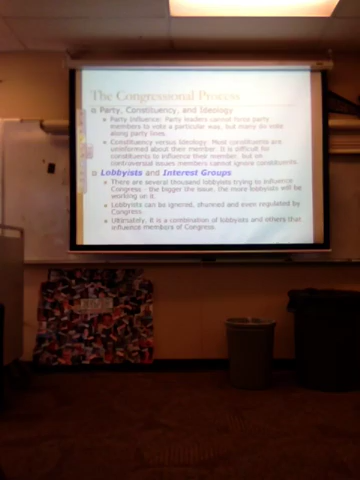 The Congressional Process
Party, Constituency, and Ideology
Party Influence: Party leaders cannot force party
members to vote a particular way, but many do vote
along party lines.
Constituency versus Ideology: Most constituents are
uninformed about their member. It is difficult for
constituents to influence their member. But on
controversial issues members cannot ignore constituents.
Lobbyists and Interest Groups
There are several thousand lobbyists trying to influence
Congress - the bigger the issue, the more lobbyists will be
working on it.
Lobbyists can be ignored, shunned and even regulated by
Congress.
Ultimately, it is a combination of lobbyists and others that
influence members of Congress.